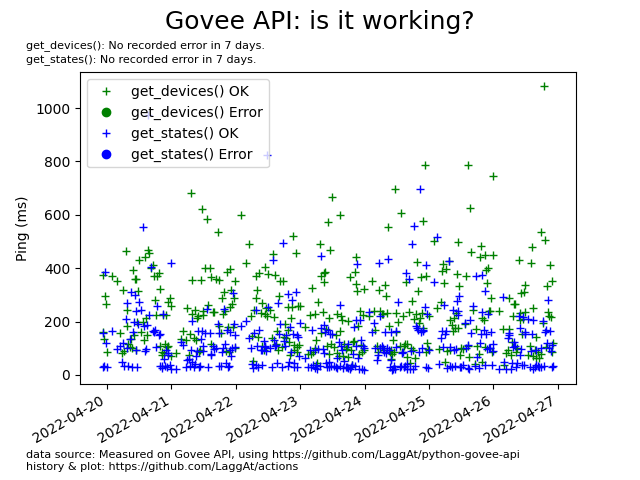 Govee API: is it working?
get_devices(): No recorded error in 7 days.
get_states(): No recorded error in 7 days.
get_devices() OK
get_devices() Error
get_states() OK
get_states() Error
Ping (ms)
1000
800
600
400
200
0
2022-04-20
2022-04-21
2022-04-22
2022-04-23
2022-04-24
2022-04-25
2022-04-26
2022-04-27
data source: Measured on Govee API, using https://github.com/LaggAt/python-govee-api
history & plot: https://github.com/LaggAt/actions